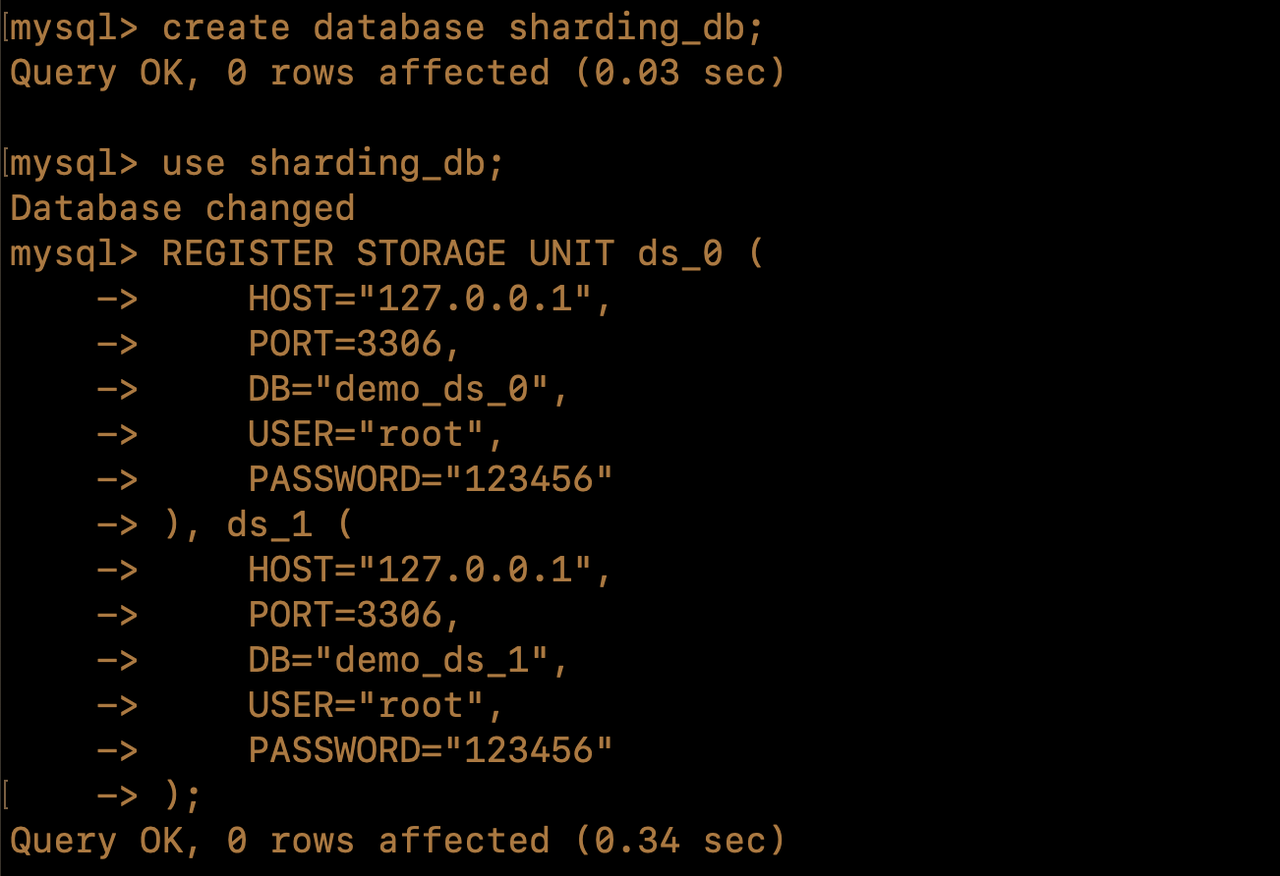 mysql> create database sharding_db;
Query OK, 0 rows affected (0.03 sec)

mysql> use sharding_db;
Database changed
mysql> REGISTER STORAGE UNIT ds_0 (
    ->     HOST="127.0.0.1",
    ->     PORT=3306,
    ->     DB="demo_ds_0",
    ->     USER="root",
    ->     PASSWORD="123456"
    -> ), ds_1 (
    ->     HOST="127.0.0.1",
    ->     PORT=3306,
    ->     DB="demo_ds_1",
    ->     USER="root",
    ->     PASSWORD="123456"
    -> );
Query OK, 0 rows affected (0.34 sec)